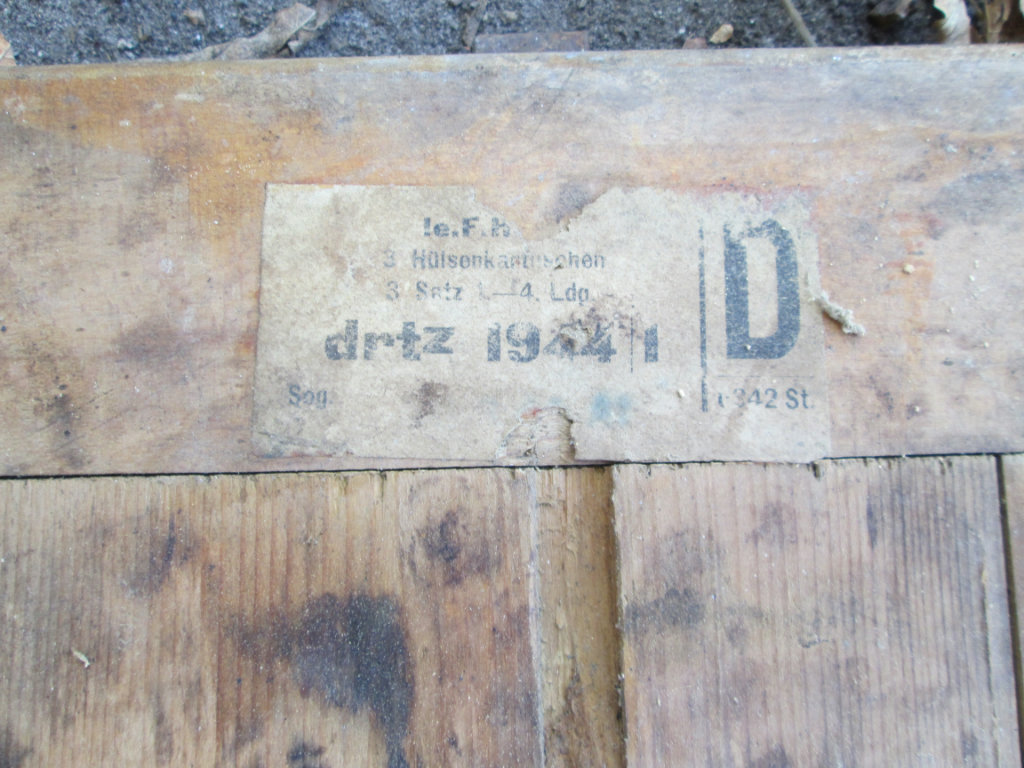 le.F.H.
3 Hülsenkartuschen
3 Satz 1.—4. Ldg.
drtz 1944 1
Sog.
D
342 St.